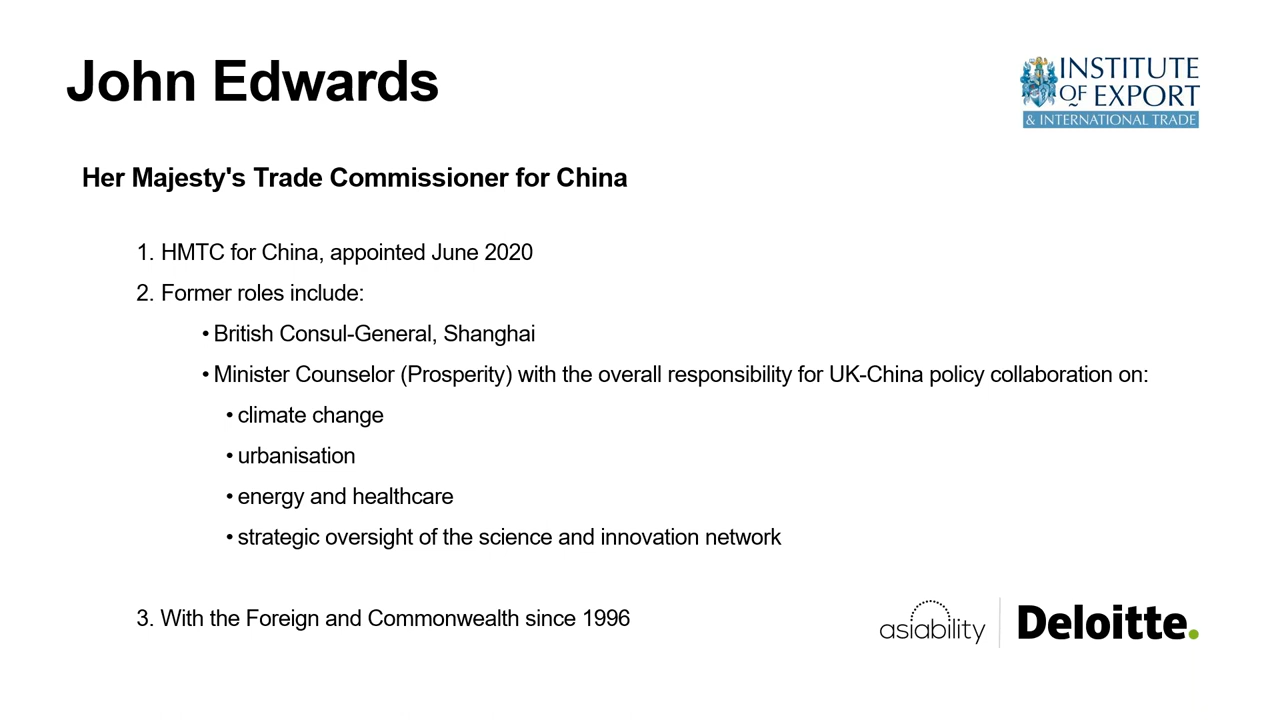 John Edwards
INSTITUTE
OF EXPORT
& INTERNATIONAL TRADE
Her Majesty's Trade Commissioner for China
1. HMTC for China, appointed June 2020
2. Former roles include:
• British Consul-General, Shanghai
• Minister Counselor (Prosperity) with the overall responsibility for UK-China policy collaboration on:
• climate change
• urbanisation
• energy and healthcare
• strategic oversight of the science and innovation network
3. With the Foreign and Commonwealth since 1996
asiability
Deloitte.